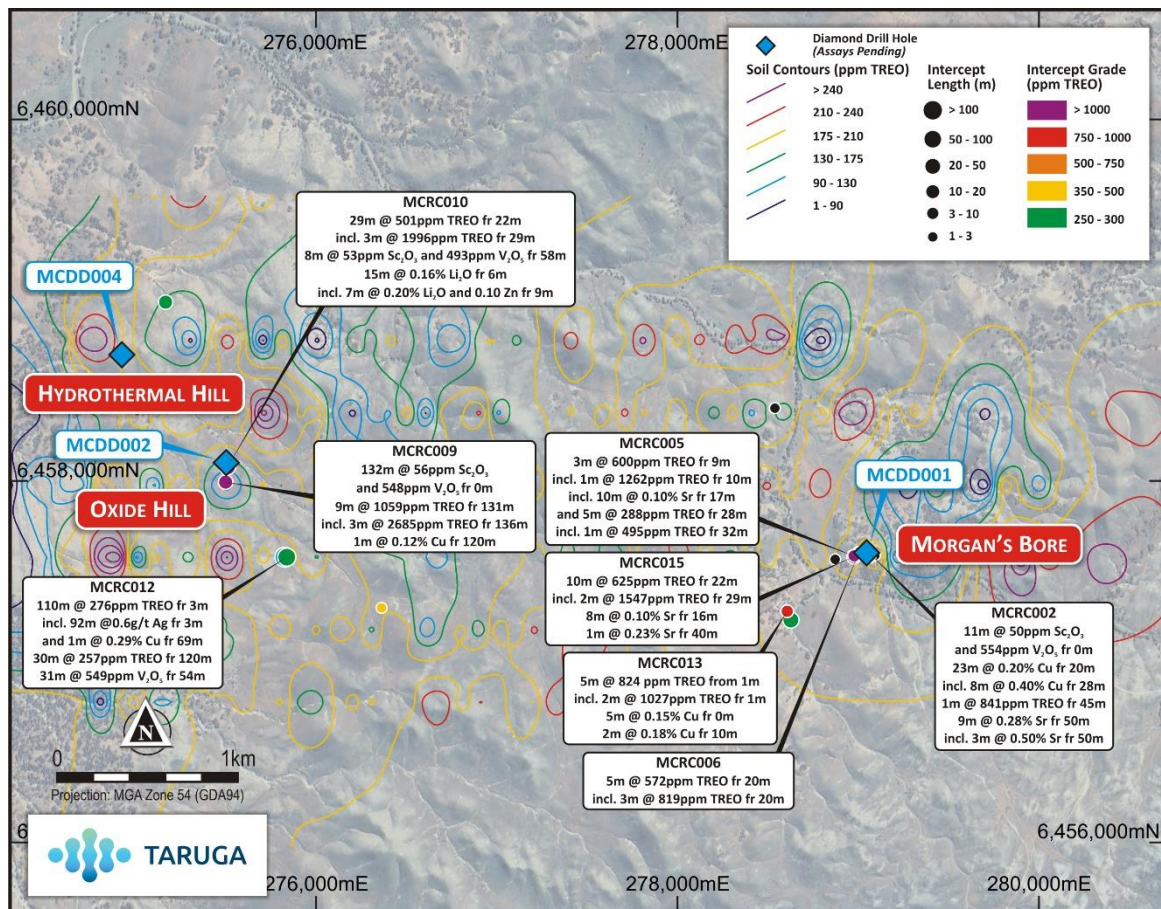 276,000mE
278,000mE
6,460,000mN
Diamond Drill Hole
(Assays Pending)
Soil Contours (ppm TREO)
> 240
210 - 240
175 - 210
130 - 175
90 - 130
1 - 90
Intercept
Length (m)
> 100
50 - 100
20 - 50
10 - 20
3 - 10
1 - 3
Intercept Grade
(ppm TREO)
> 1000
750 - 1000
500 - 750
350 - 500
250 - 300
MCRC010
29m @ 501ppm TREO fr 22m
incl. 3m @ 1996ppm TREO fr 29m
8m @ 53ppm Sc₂O₃ and 493ppm V₂O₅ fr 58m
15m @ 0.16% Li₂O fr 6m
incl. 7m @ 0.20% Li₂O and 0.10 Zn fr 9m
MCDD004
HYDROTHERMAL HILL
MCDD002
6,458,000mN
OXIDE HILL
MCRC009
132m @ 56ppm Sc₂O₃
and 548ppm V₂O₅ fr 0m
9m @ 1059ppm TREO fr 131m
incl. 3m @ 2685ppm TREO fr 136m
1m @ 0.12% Cu fr 120m
MCRC005
3m @ 600ppm TREO fr 9m
incl. 1m @ 1262ppm TREO fr 10m
incl. 10m @ 0.10% Sr fr 17m
and 5m @ 288ppm TREO fr 28m
incl. 1m @ 495ppm TREO fr 32m
MCDD001
MORGAN'S BORE
MCRC012
110m @ 276ppm TREO fr 3m
incl. 92m @0.6g/t Ag fr 3m
and 1m @ 0.29% Cu fr 69m
30m @ 257ppm TREO fr 120m
31m @ 549ppm V₂O₅ fr 54m
MCRC015
10m @ 625ppm TREO fr 22m
incl. 2m @ 1547ppm TREO fr 29m
8m @ 0.10% Sr fr 16m
1m @ 0.23% Sr fr 40m
MCRC002
11m @ 50ppm Sc₂O₃
and 554ppm V₂O₅ fr 0m
23m @ 0.20% Cu fr 20m
incl. 8m @ 0.40% Cu fr 28m
1m @ 841ppm TREO fr 45m
9m @ 0.28% Sr fr 50m
incl. 3m @ 0.50% Sr fr 50m
MCRC013
5m @ 824 ppm TREO from 1m
incl. 2m @ 1027ppm TREO fr 1m
5m @ 0.15% Cu fr 0m
2m @ 0.18% Cu fr 10m
MCRC006
5m @ 572ppm TREO fr 20m
incl. 3m @ 819ppm TREO fr 20m
N
0 1km
Projection: MGA Zone 54 (GDA94)
TARUGA
6,456,000mN
276,000mE
278,000mE
280,000mE